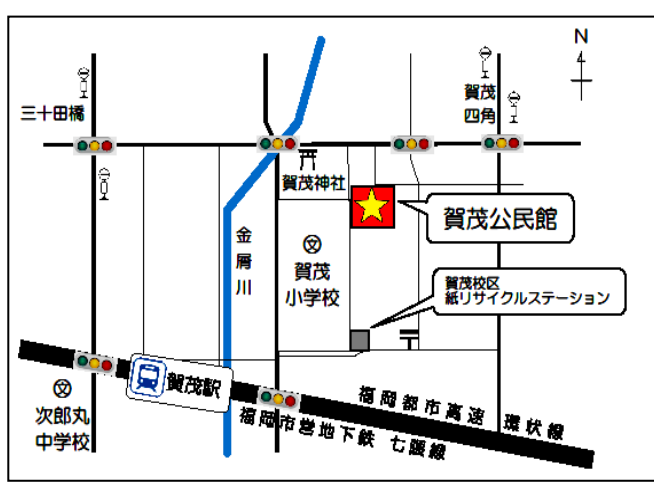 N
三十田橋
賀茂
四角
賀茂神社
賀茂公民館
金
屑
川
文
賀茂
小学校
賀茂校区
紙リサイクルステーション
賀茂駅
文
次郎丸
中学校
福岡都市高速 環状線
福岡市営地下鉄 七隈線